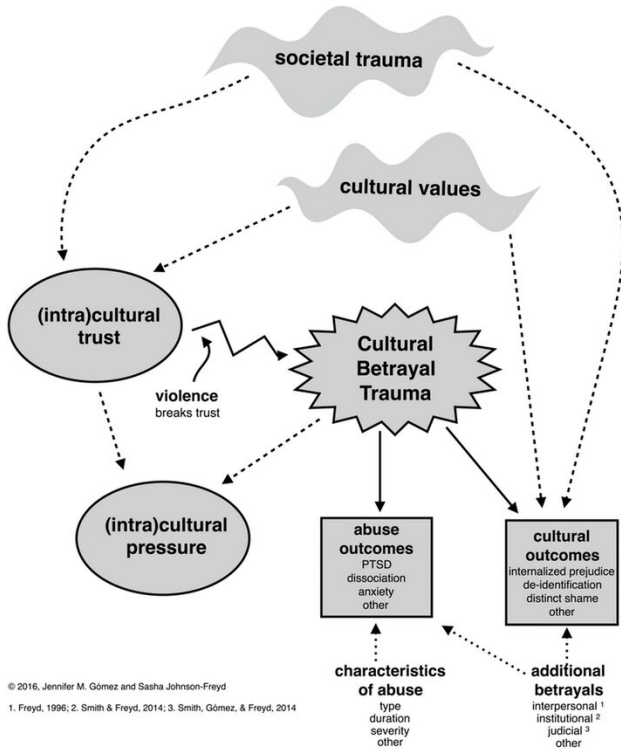 societal trauma
cultural values
(intra)cultural
trust
violence
breaks trust
Cultural
Betrayal
Trauma
(intra)cultural
pressure
abuse
outcomes
PTSD
dissociation
anxiety
other
cultural
outcomes
internalized prejudice
de-identification
distinct shame
other
characteristics
of abuse
type
duration
severity
other
additional
betrayals
interpersonal ¹
institutional ²
judicial ³
other
© 2016, Jennifer M. Gómez and Sasha Johnson-Freyd
1. Freyd, 1996; 2. Smith & Freyd, 2014; 3. Smith, Gómez, & Freyd, 2014